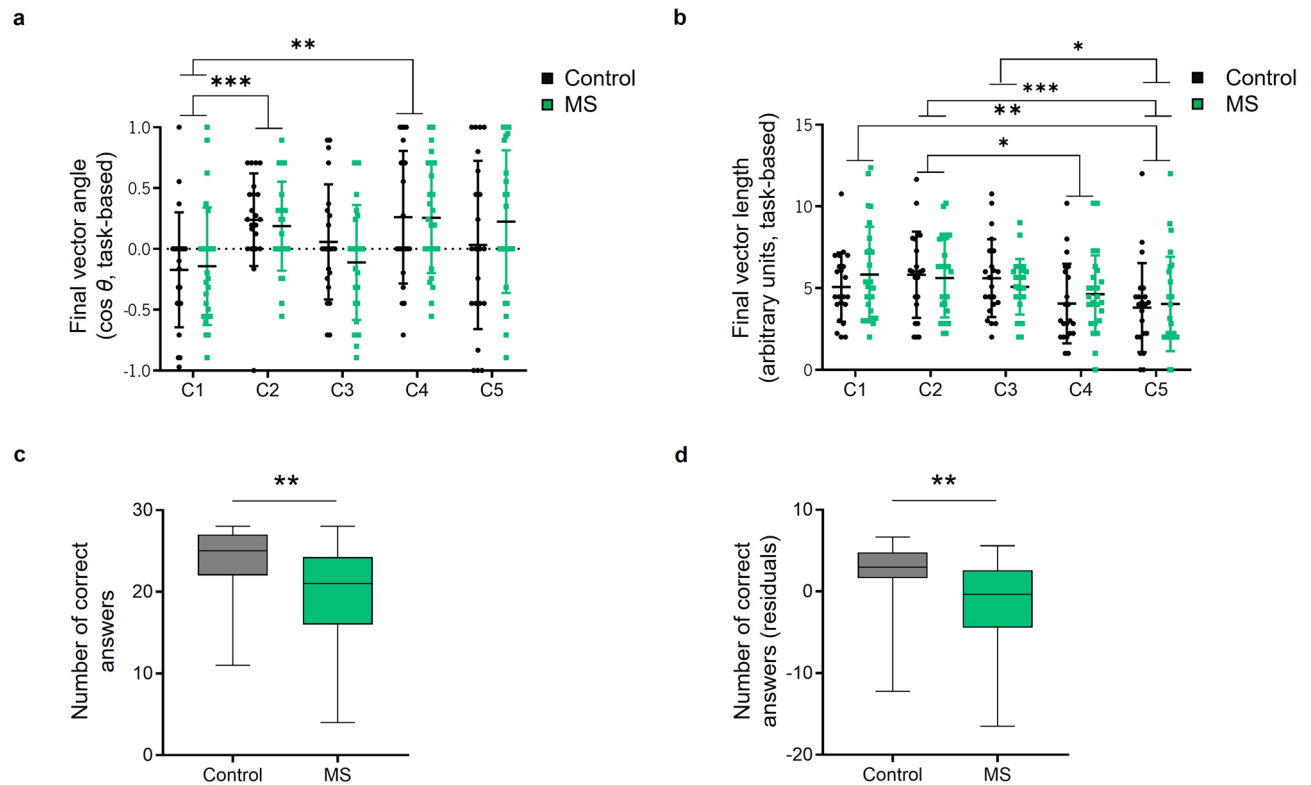 a
**
***
Control
MS
Final vector angle
(cos θ, task-based)
1.0
0.5
0.0
-0.5
-1.0
C1 C2 C3 C4 C5
b
*
***
**
*
Control
MS
Final vector length
(arbitrary units, task-based)
15
10
5
0
C1 C2 C3 C4 C5
c
**
Number of correct
answers
30
20
10
0
Control MS
d
**
Number of correct
answers (residuals)
10
0
-10
-20
Control MS